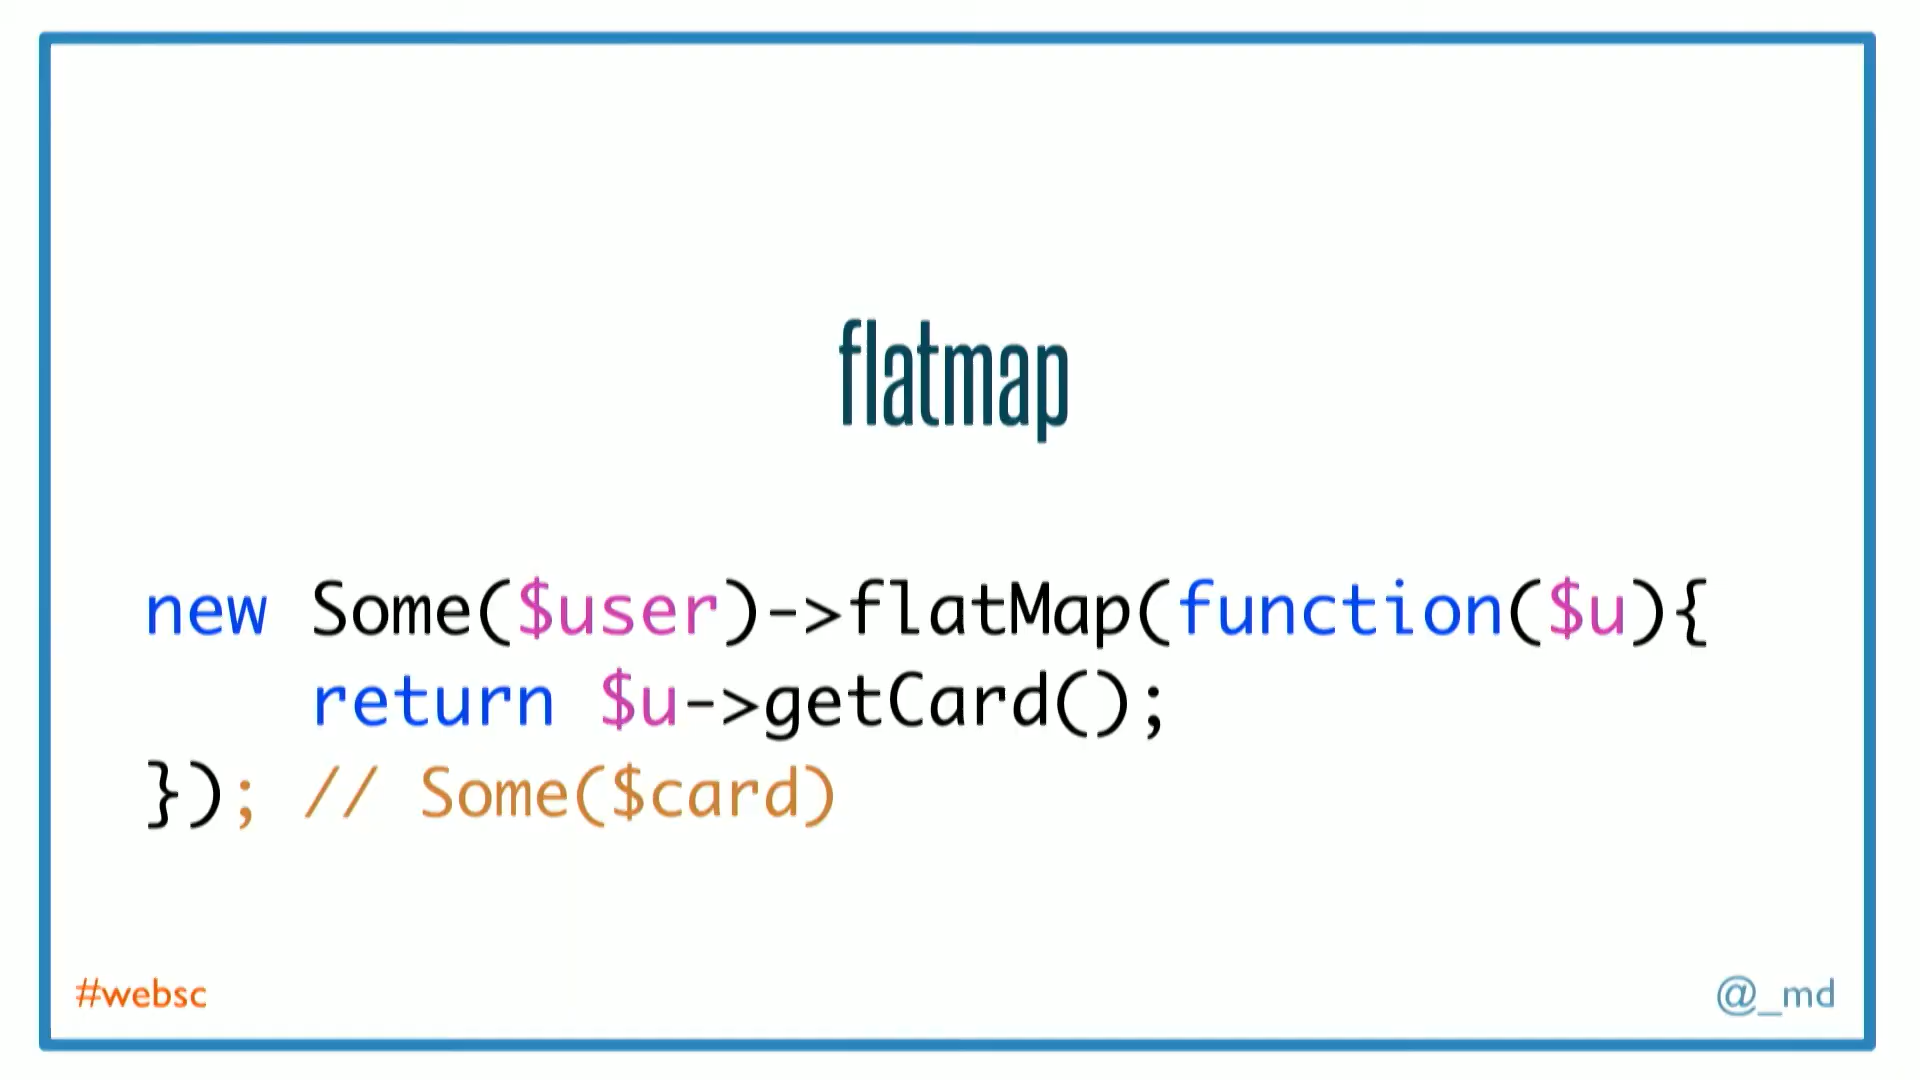 flatmap
new Some($user)->flatMap(function($u){
    return $u->getCard();
}); // Some($card)
#websc
@_md